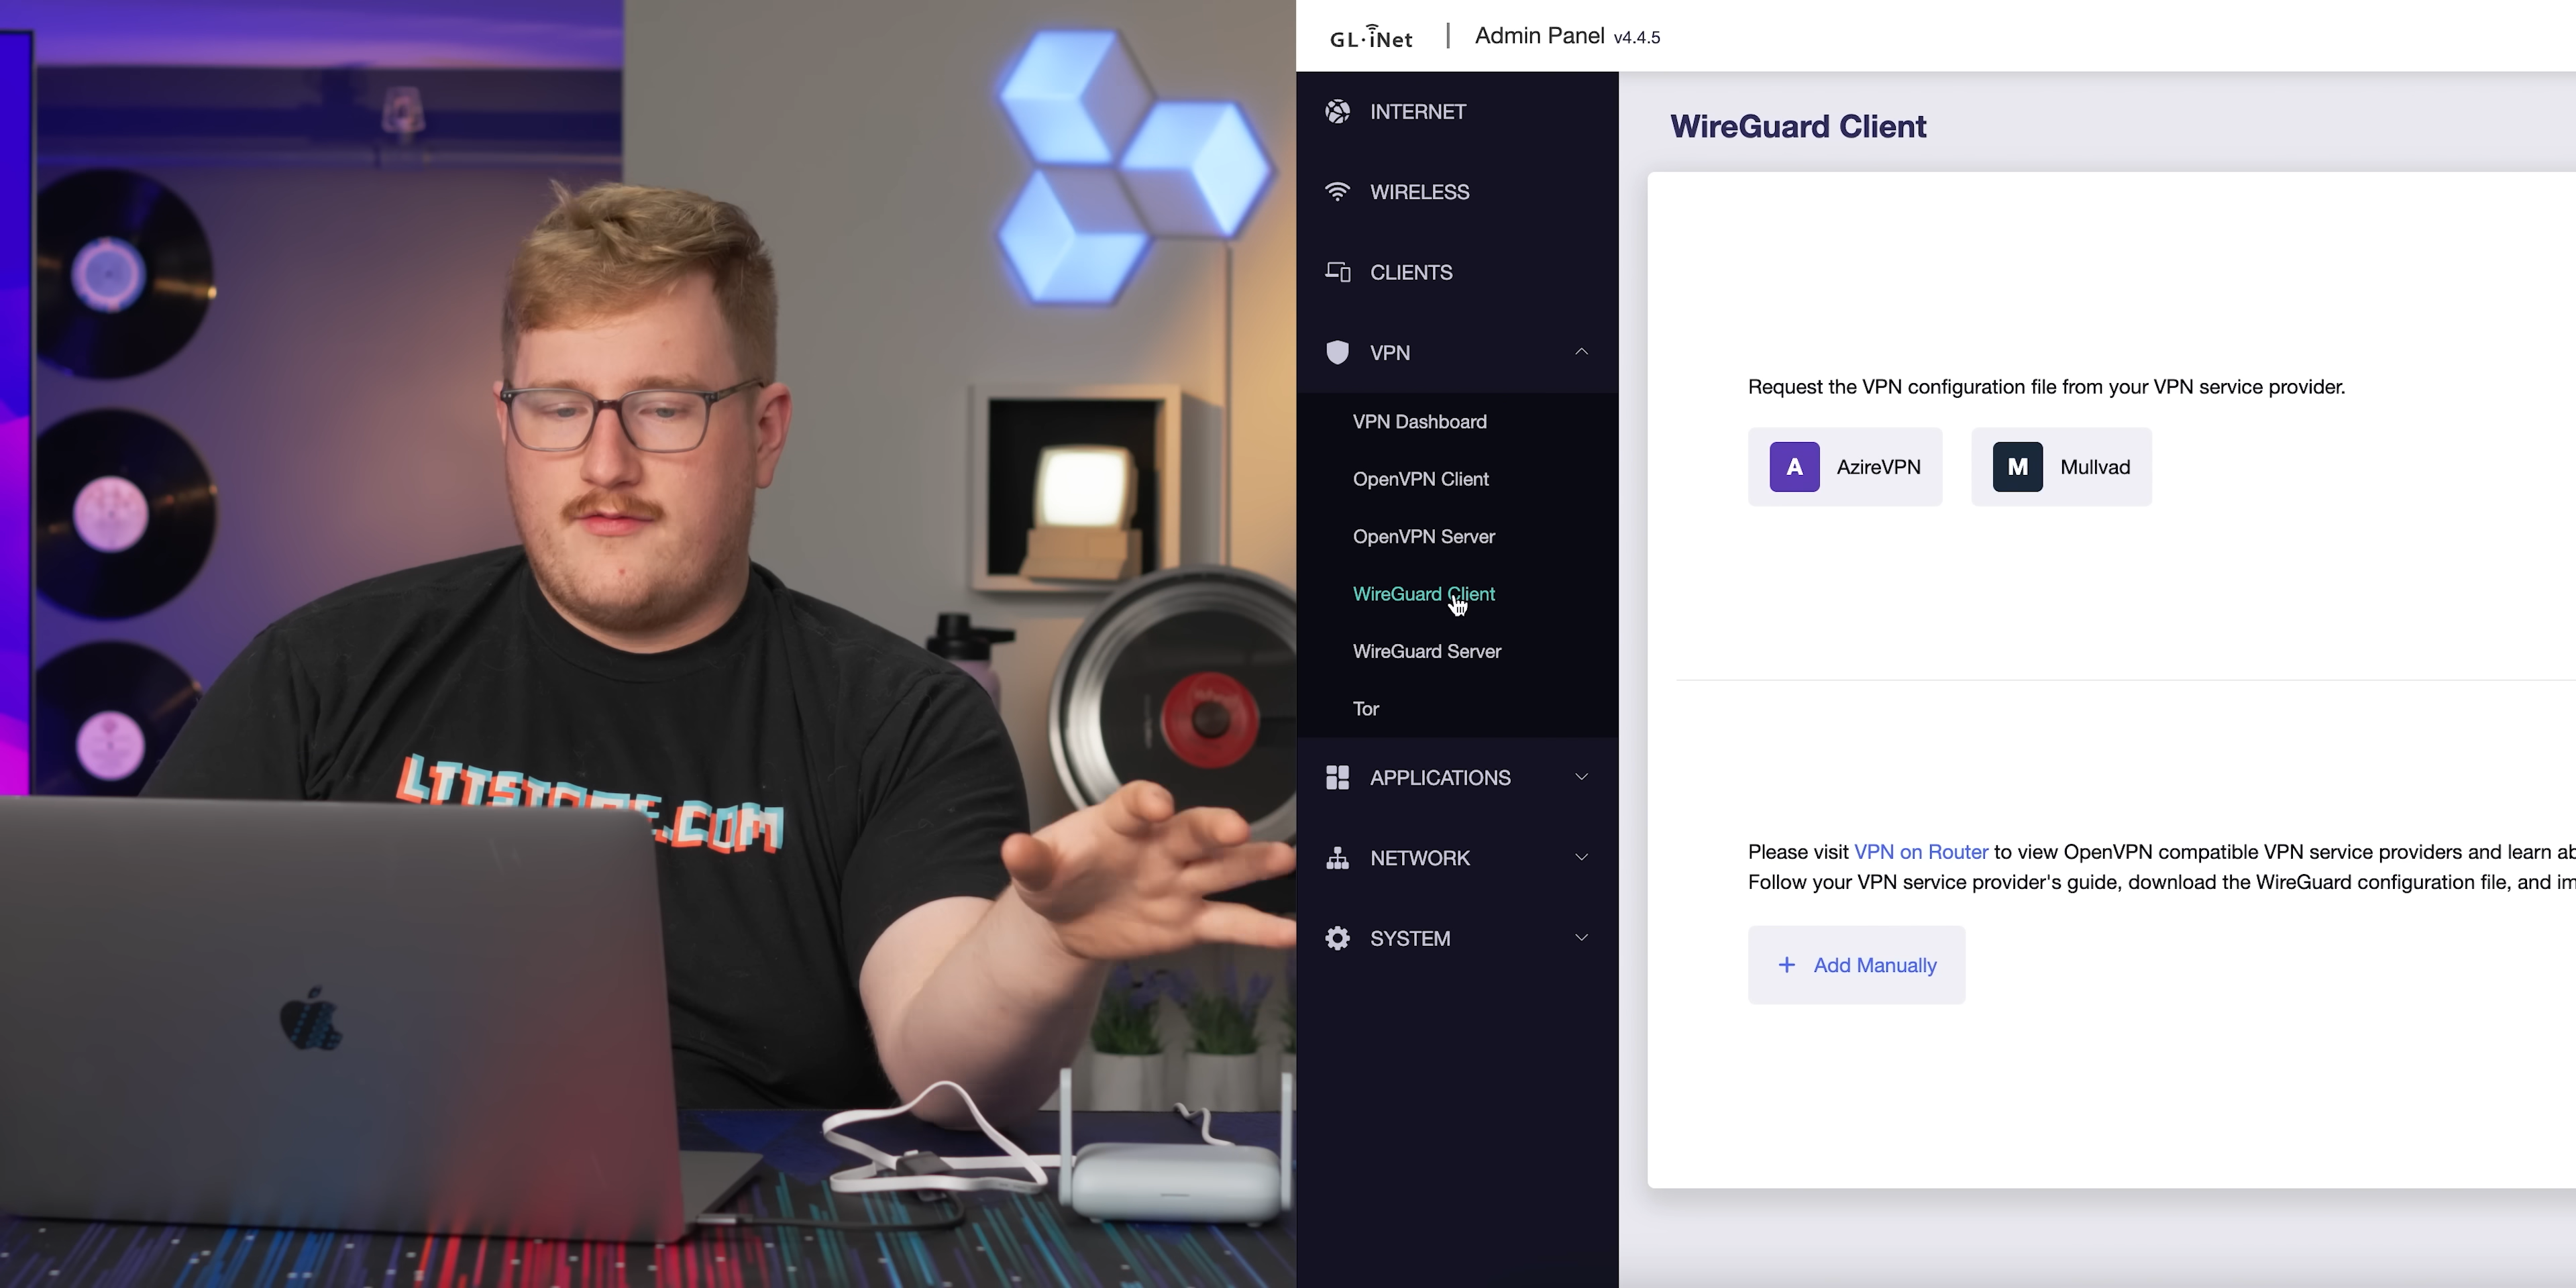 LTTSTORE.COM
GL·iNet | Admin Panel v4.4.5
INTERNET
WIRELESS
CLIENTS
VPN
VPN Dashboard
OpenVPN Client
OpenVPN Server
WireGuard Client
WireGuard Server
Tor
APPLICATIONS
NETWORK
SYSTEM
WireGuard Client
Request the VPN configuration file from your VPN service provider.
A AzireVPN
M Mullvad
Please visit VPN on Router to view OpenVPN compatible VPN service providers and learn
Follow your VPN service provider's guide, download the WireGuard configuration file, and
+ Add Manually